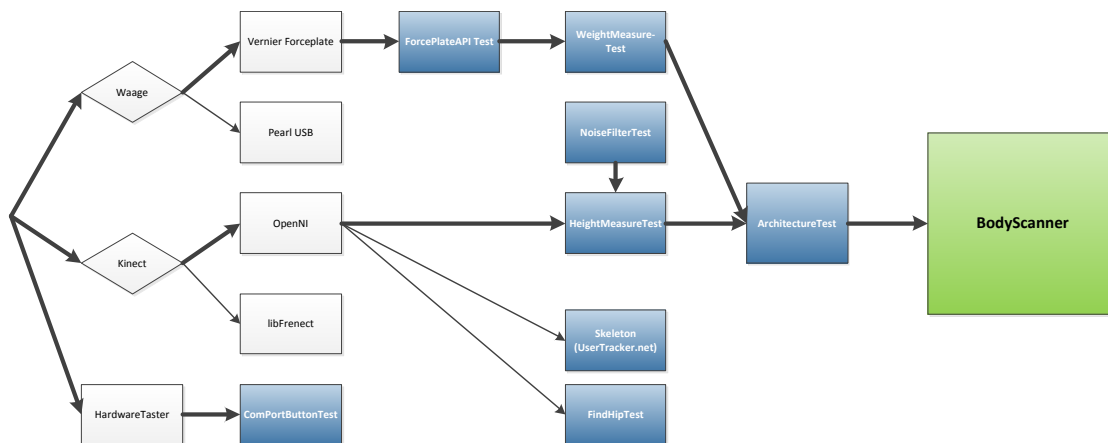 Vernier Forceplate
ForcePlateAPI Test
WeightMeasure-
Test
Waage
Pearl USB
NoiseFilterTest
OpenNI
HeightMeasureTest
ArchitectureTest
BodyScanner
Kinect
libFrenect
Skeleton
(UserTracker.net)
HardwareTaster
ComPortButtonTest
FindHipTest